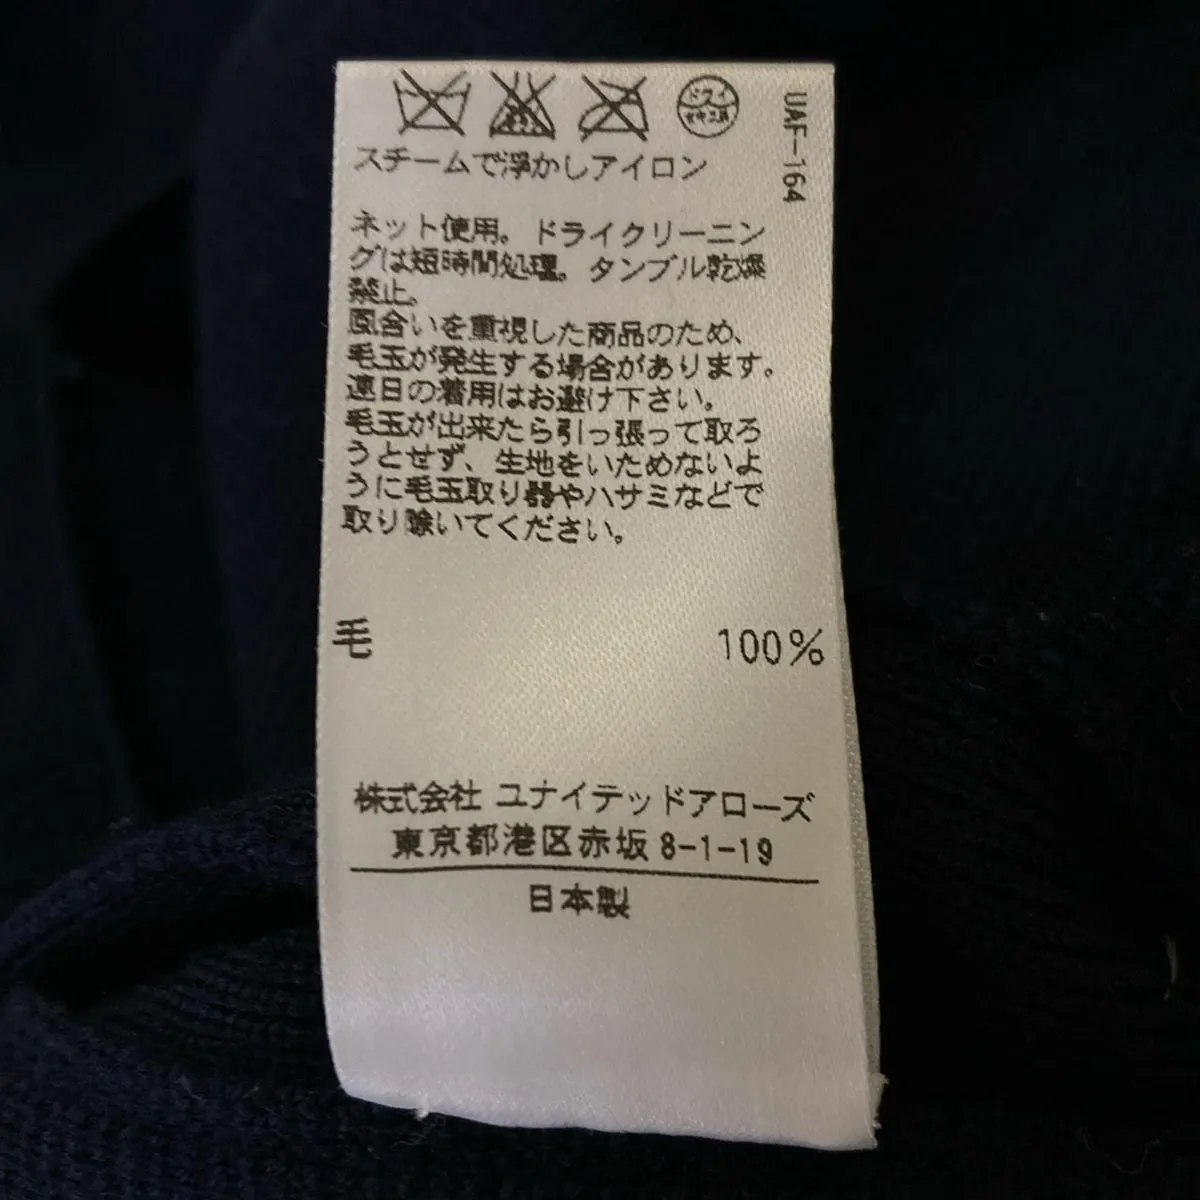 ドライ
セキユ系
UAF-164
スチームで浮かしアイロン
ネット使用。ドライクリーニン
グは短時間処理。タンブル乾燥
禁止。
風合いを重視した商品のため、
毛玉が発生する場合があります。
連日の着用はお避け下さい。
毛玉が出来たら引っ張って取ろ
うとせず、生地をいためないよ
うに毛玉取り器やハサミなどで
取り除いてください。
毛 100%
株式会社 ユナイテッドアローズ
東京都港区赤坂 8-1-19
日本製